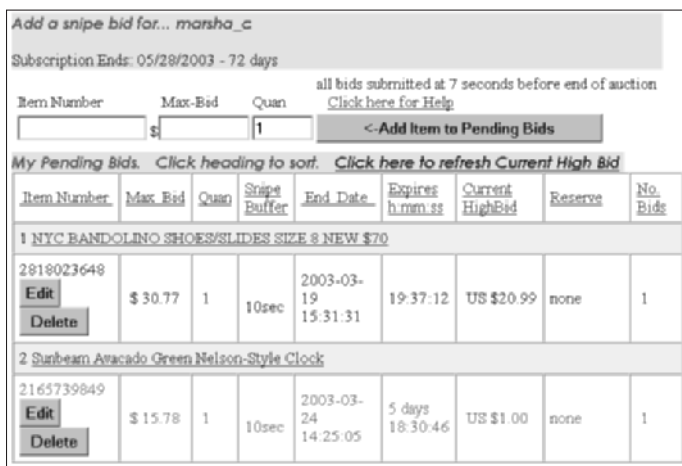 Add a snipe bid for... marsha_c
Subscription Ends: 05/28/2003 - 72 days
all bids submitted at 7 seconds before end of auction
Item Number Max-Bid Quan Click here for Help
$ 1 <-Add Item to Pending Bids
My Pending Bids. Click heading to sort. Click here to refresh Current High Bid
Item Number Max Bid Quan Snipe Buffer End Date Expires h:mm:ss Current HighBid Reserve No. Bids
1 NYC BANDOLINO SHOES/SLIDES SIZE 8 NEW $70
2818023648 Edit Delete $ 30.77 1 10sec 2003-03-19 15:31:31 19:37:12 US $20.99 none 1
2 Sunbeam Avacado Green Nelson-Style Clock
2165739849 Edit Delete $ 15.78 1 10sec 2003-03-24 14:25:05 5 days 18:30:46 US $1.00 none 1